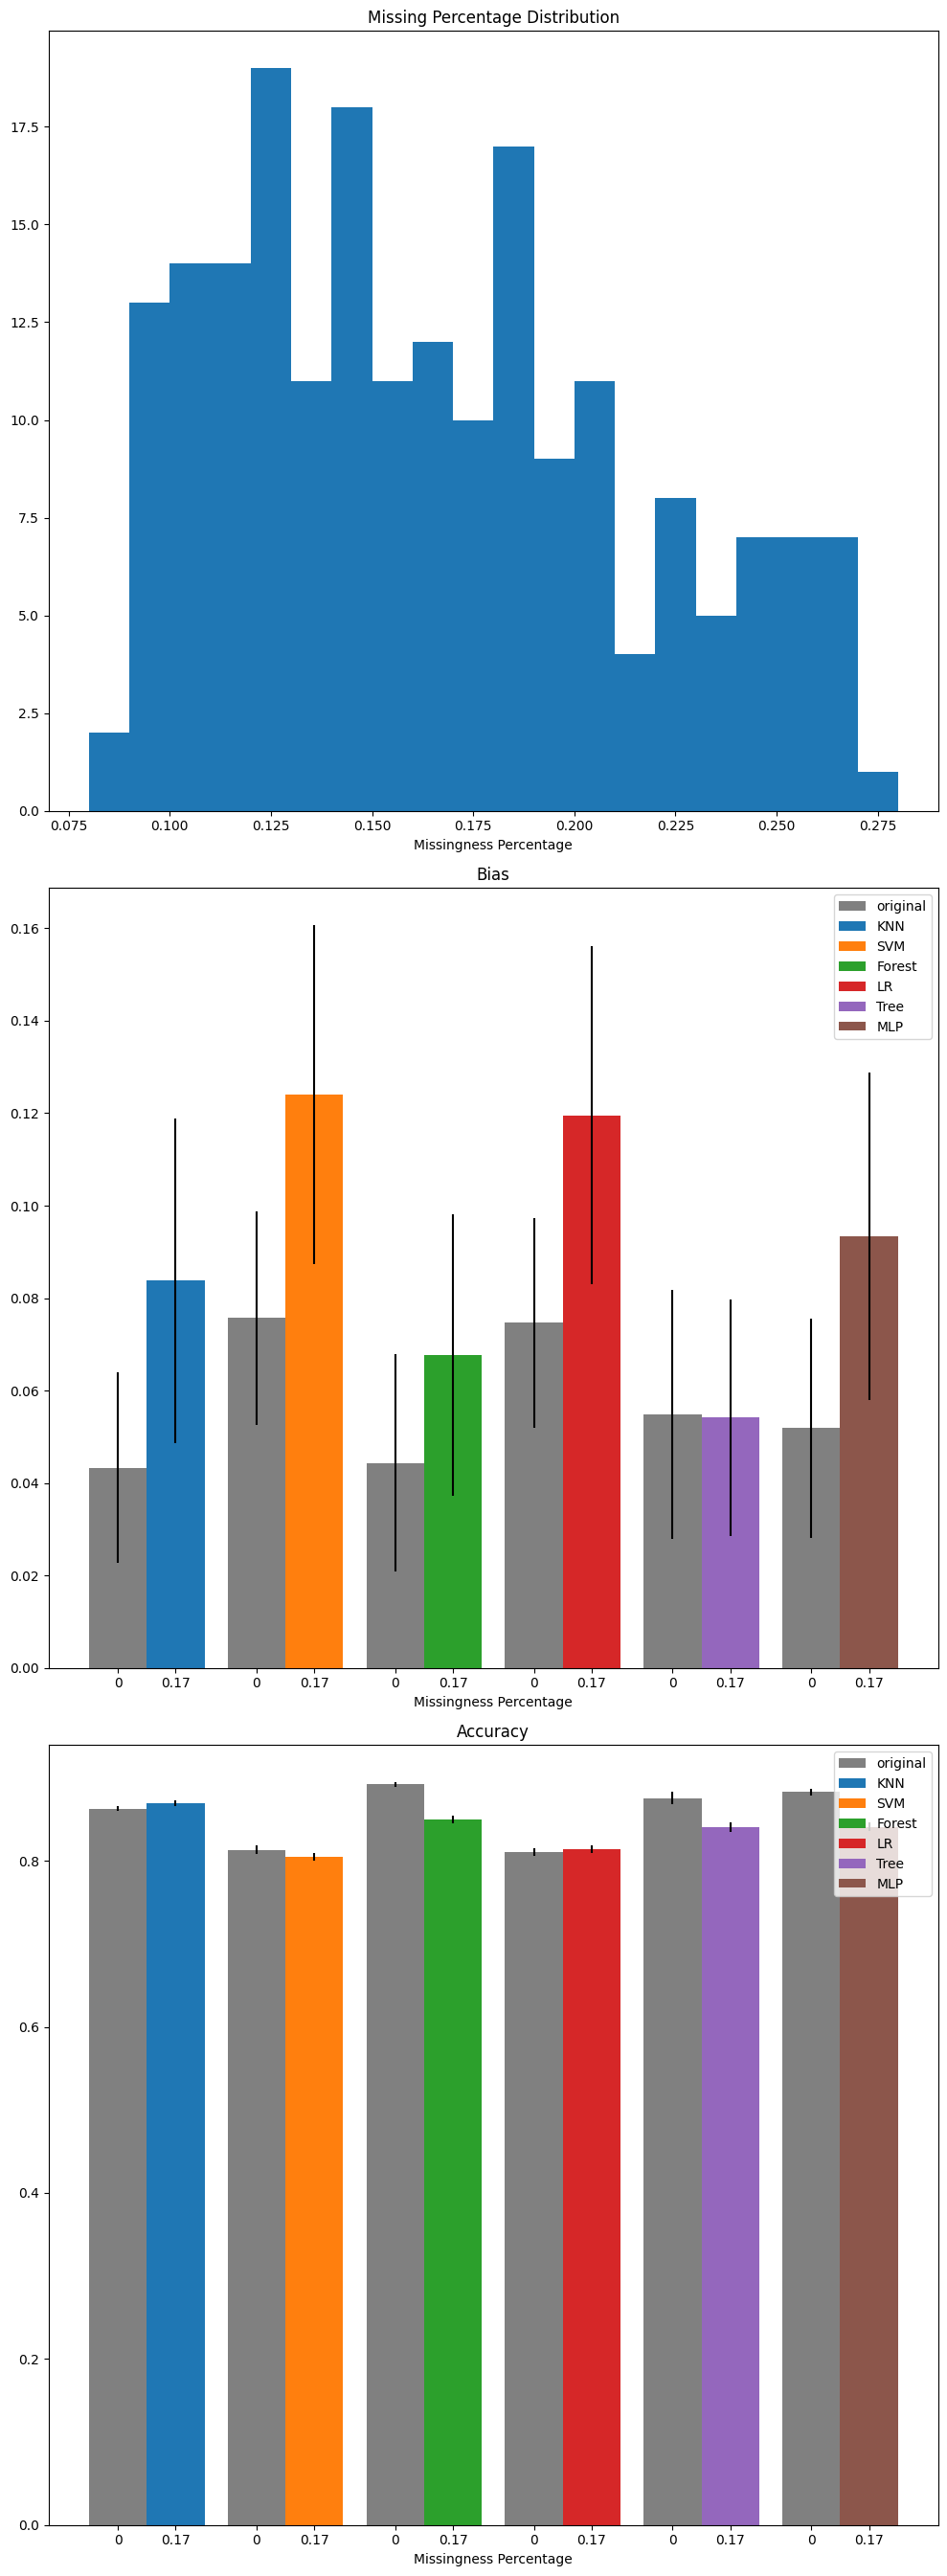 Missing Percentage Distribution
17.5
15.0
12.5
10.0
7.5
5.0
2.5
0.0
0.075 0.100 0.125 0.150 0.175 0.200 0.225 0.250 0.275
Missingness Percentage
Bias
original
KNN
SVM
Forest
LR
Tree
MLP
0.16
0.14
0.12
0.10
0.08
0.06
0.04
0.02
0.00
0 0.17 0 0.17 0 0.17 0 0.17 0 0.17 0 0.17
Missingness Percentage
Accuracy
original
KNN
SVM
Forest
LR
Tree
MLP
0.8
0.6
0.4
0.2
0.0
0 0.17 0 0.17 0 0.17 0 0.17 0 0.17 0 0.17
Missingness Percentage